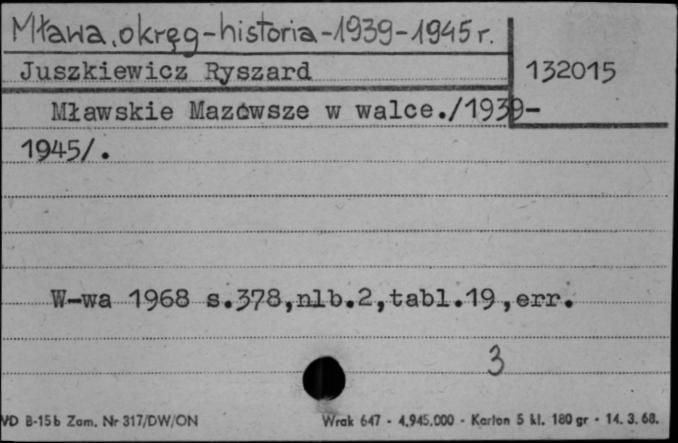 Mława, okręg-historia-1939-1945 r.
Juszkiewicz Ryszard
132015
Mławskie Mazowsze w walce./1939-
1945/.
W-wa 1968 s.378,nlb.2,tabl.19,err.
3
VD B-15b Zam. Nr 317/DW/ON
Wrak 647 - 4.945.000 - Karton 5 kl. 180 gr - 14. 3. 68.